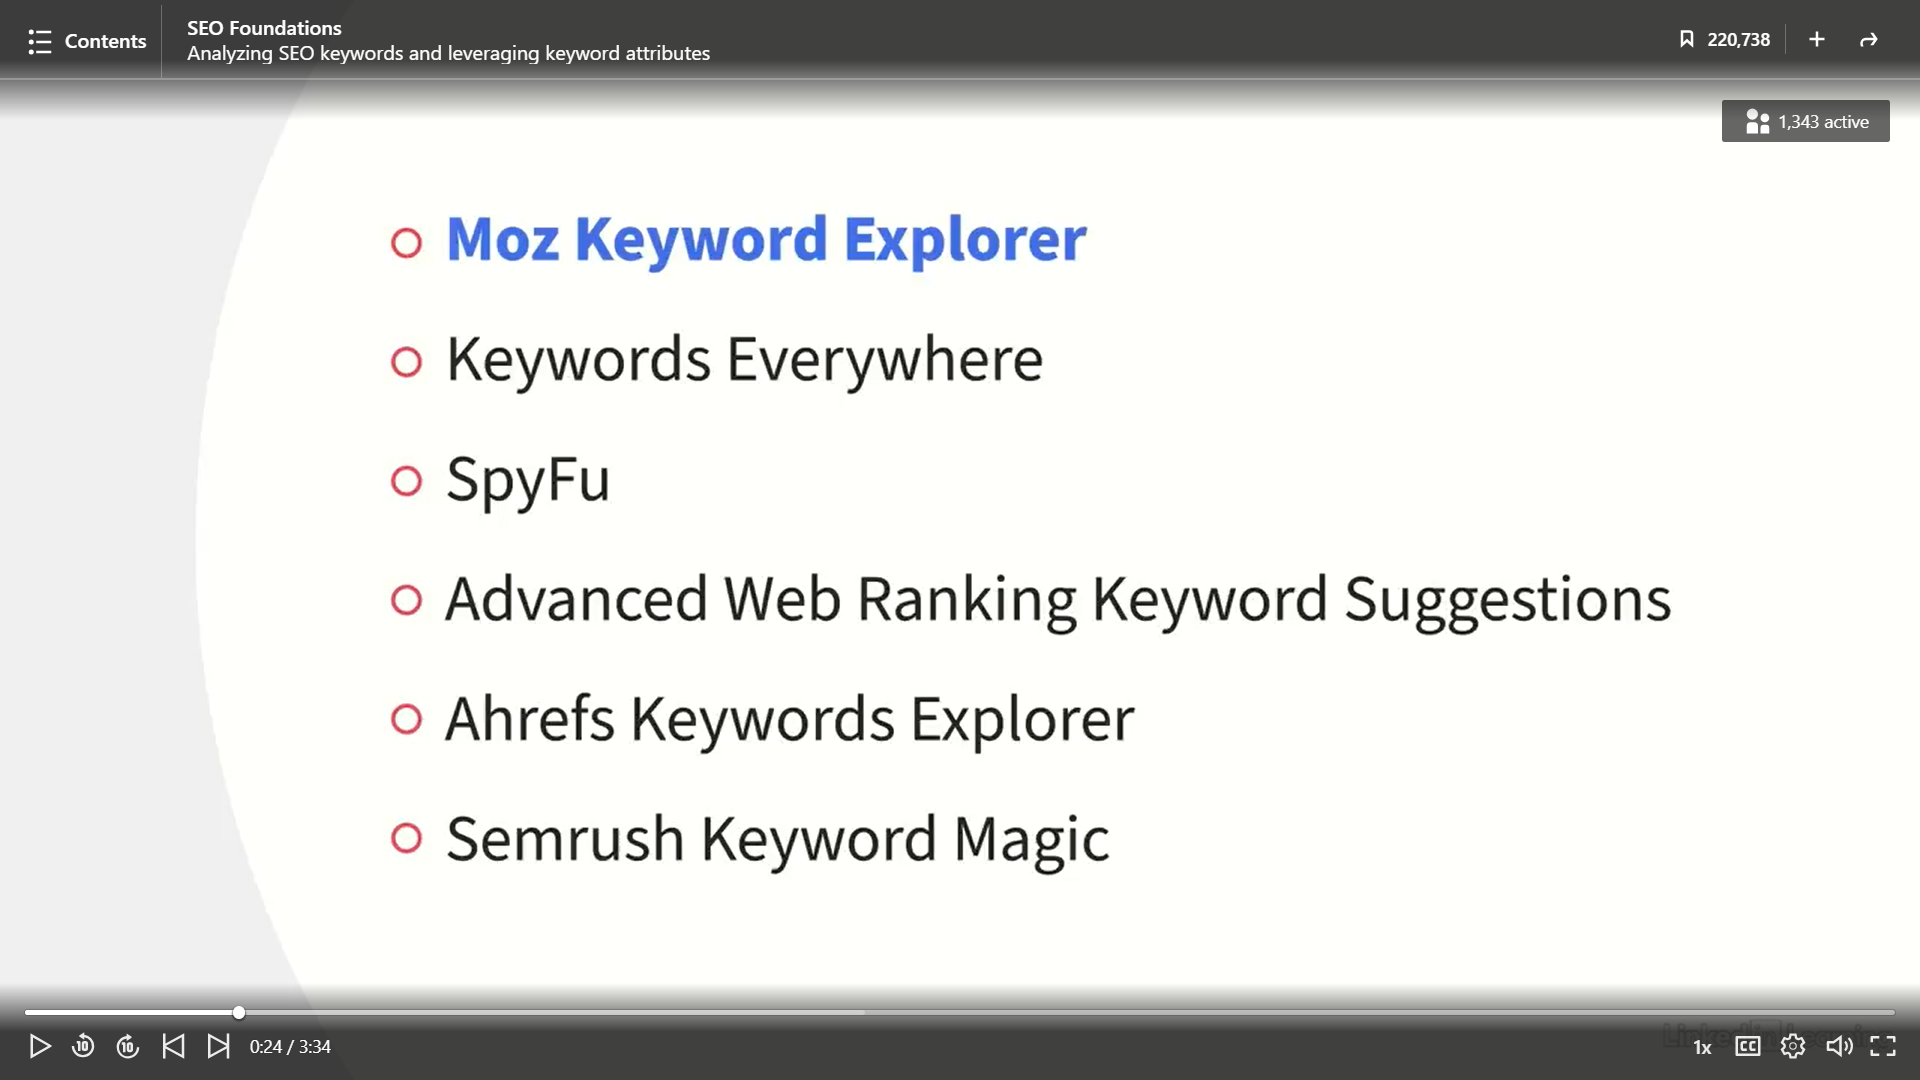 Contents
SEO Foundations
Analyzing SEO keywords and leveraging keyword attributes
220,738
1,343 active
Moz Keyword Explorer
Keywords Everywhere
SpyFu
Advanced Web Ranking Keyword Suggestions
Ahrefs Keywords Explorer
Semrush Keyword Magic
10
10
0:24 / 3:34
1x
CC